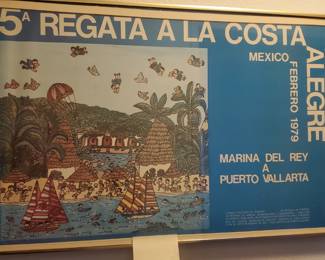 5ª REGATA A LA COSTA
ALEGRE
MEXICO
FEBRERO 1979
MARINA DEL REY
A
PUERTO VALLARTA